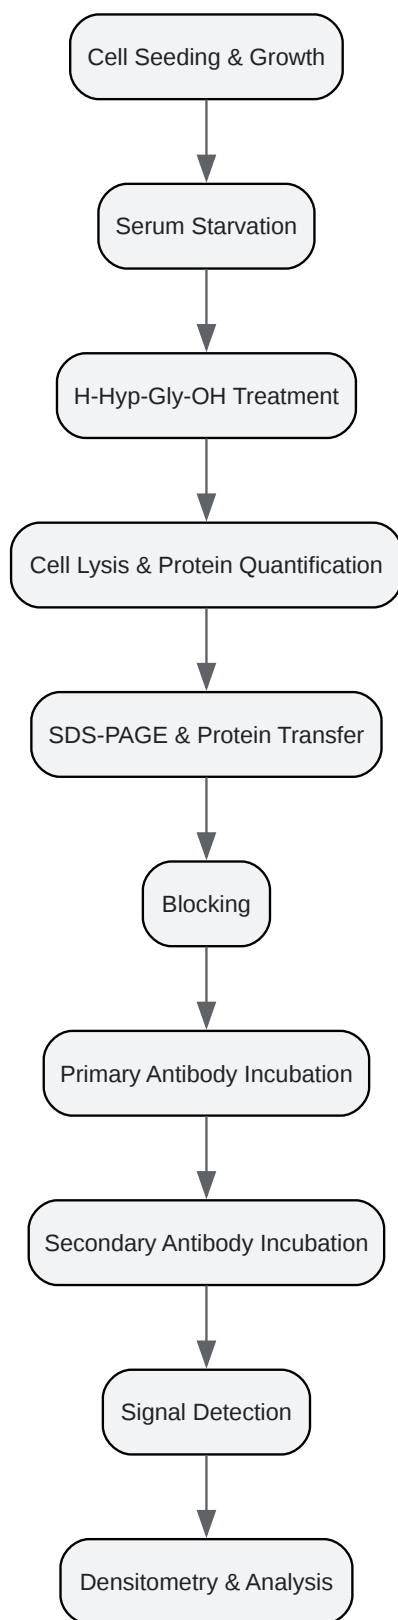 Cell Seeding & Growth
Serum Starvation
H-Hyp-Gly-OH Treatment
Cell Lysis & Protein Quantification
SDS-PAGE & Protein Transfer
Blocking
Primary Antibody Incubation
Secondary Antibody Incubation
Signal Detection
Densitometry & Analysis